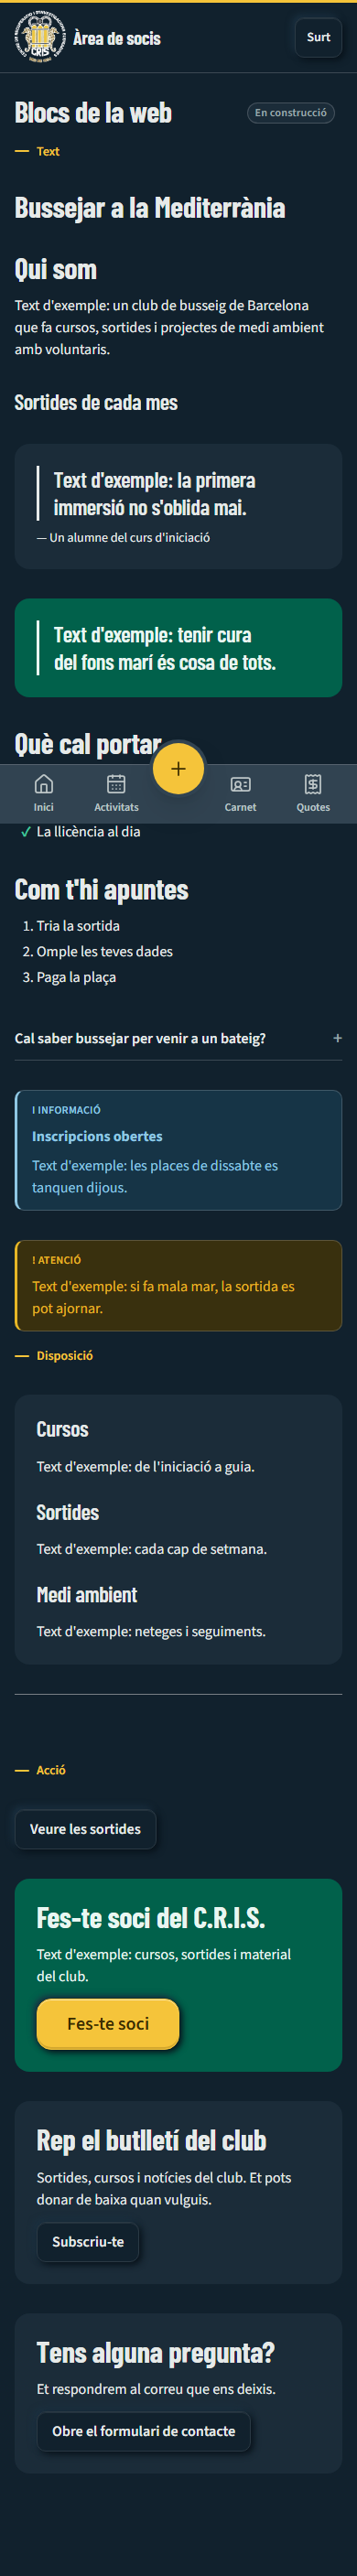 CRIS
Àrea de socis
Surt
Blocs de la web
En construcció
Text
Bussejar a la Mediterrània
Qui som
Text d'exemple: un club de busseig de Barcelona
que fa cursos, sortides i projectes de medi ambient
amb voluntaris.
Sortides de cada mes
Text d'exemple: la primera
immersió no s'oblida mai.
— Un alumne del curs d'iniciació
Text d'exemple: tenir cura
del fons marí és cosa de tots.
Què cal portar
+
Inici
Activitats
Carnet
Quotes
✓ La llicència al dia
Com t'hi apuntes
1. Tria la sortida
2. Omple les teves dades
3. Paga la plaça
Cal saber bussejar per venir a un bateig? +
I INFORMACIÓ
Inscripcions obertes
Text d'exemple: les places de dissabte es
tanquen dijous.
! ATENCIÓ
Text d'exemple: si fa mala mar, la sortida es
pot ajornar.
Disposició
Cursos
Text d'exemple: de l'iniciació a guia.
Sortides
Text d'exemple: cada cap de setmana.
Medi ambient
Text d'exemple: neteges i seguiments.
Acció
Veure les sortides
Fes-te soci del C.R.I.S.
Text d'exemple: cursos, sortides i material
del club.
Fes-te soci
Rep el butlletí del club
Sortides, cursos i notícies del club. Et pots
donar de baixa quan vulguis.
Subscriu-te
Tens alguna pregunta?
Et respondrem al correu que ens deixis.
Obre el formulari de contacte